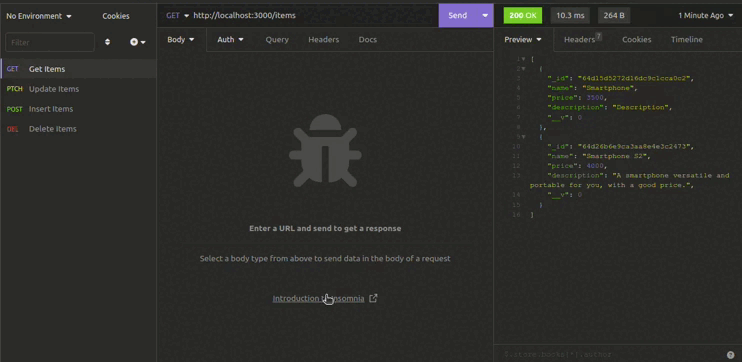 No Environment
Cookies
GET http://localhost:3000/items
Send
200 OK
10.3 ms
264 B
1 Minute Ago
Filter
Body
Auth
Query
Headers
Docs
Preview
Headers 7
Cookies
Timeline
GET Get Items
PTCH Update Items
POST Insert Items
DEL Delete Items
Enter a URL and send to get a response
Select a body type from above to send data in the body of a request
Introduction to Insomnia
1 [
2 {
3 "_id": "64d15d5272d16dc9c1cca0c2",
4 "name": "Smartphone",
5 "price": 3500,
6 "description": "Description",
7 "__v": 0
8 },
9 {
10 "_id": "64d26b6e9ca3aa8e4e3c2473",
11 "name": "Smartphone S2",
12 "price": 4000,
13 "description": "A smartphone versatile and
portable for you, with a good price.",
14 "__v": 0
15 }
16 ]